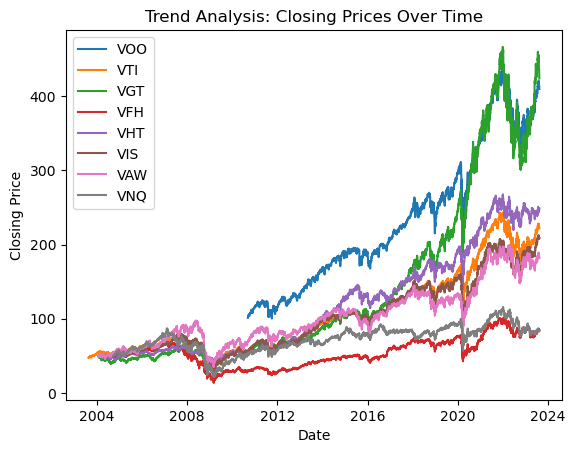 Trend Analysis: Closing Prices Over Time
VOO
VTI
VGT
VFH
VHT
VIS
VAW
VNQ
400
300
200
100
0
Closing Price
2004 2008 2012 2016 2020 2024
Date